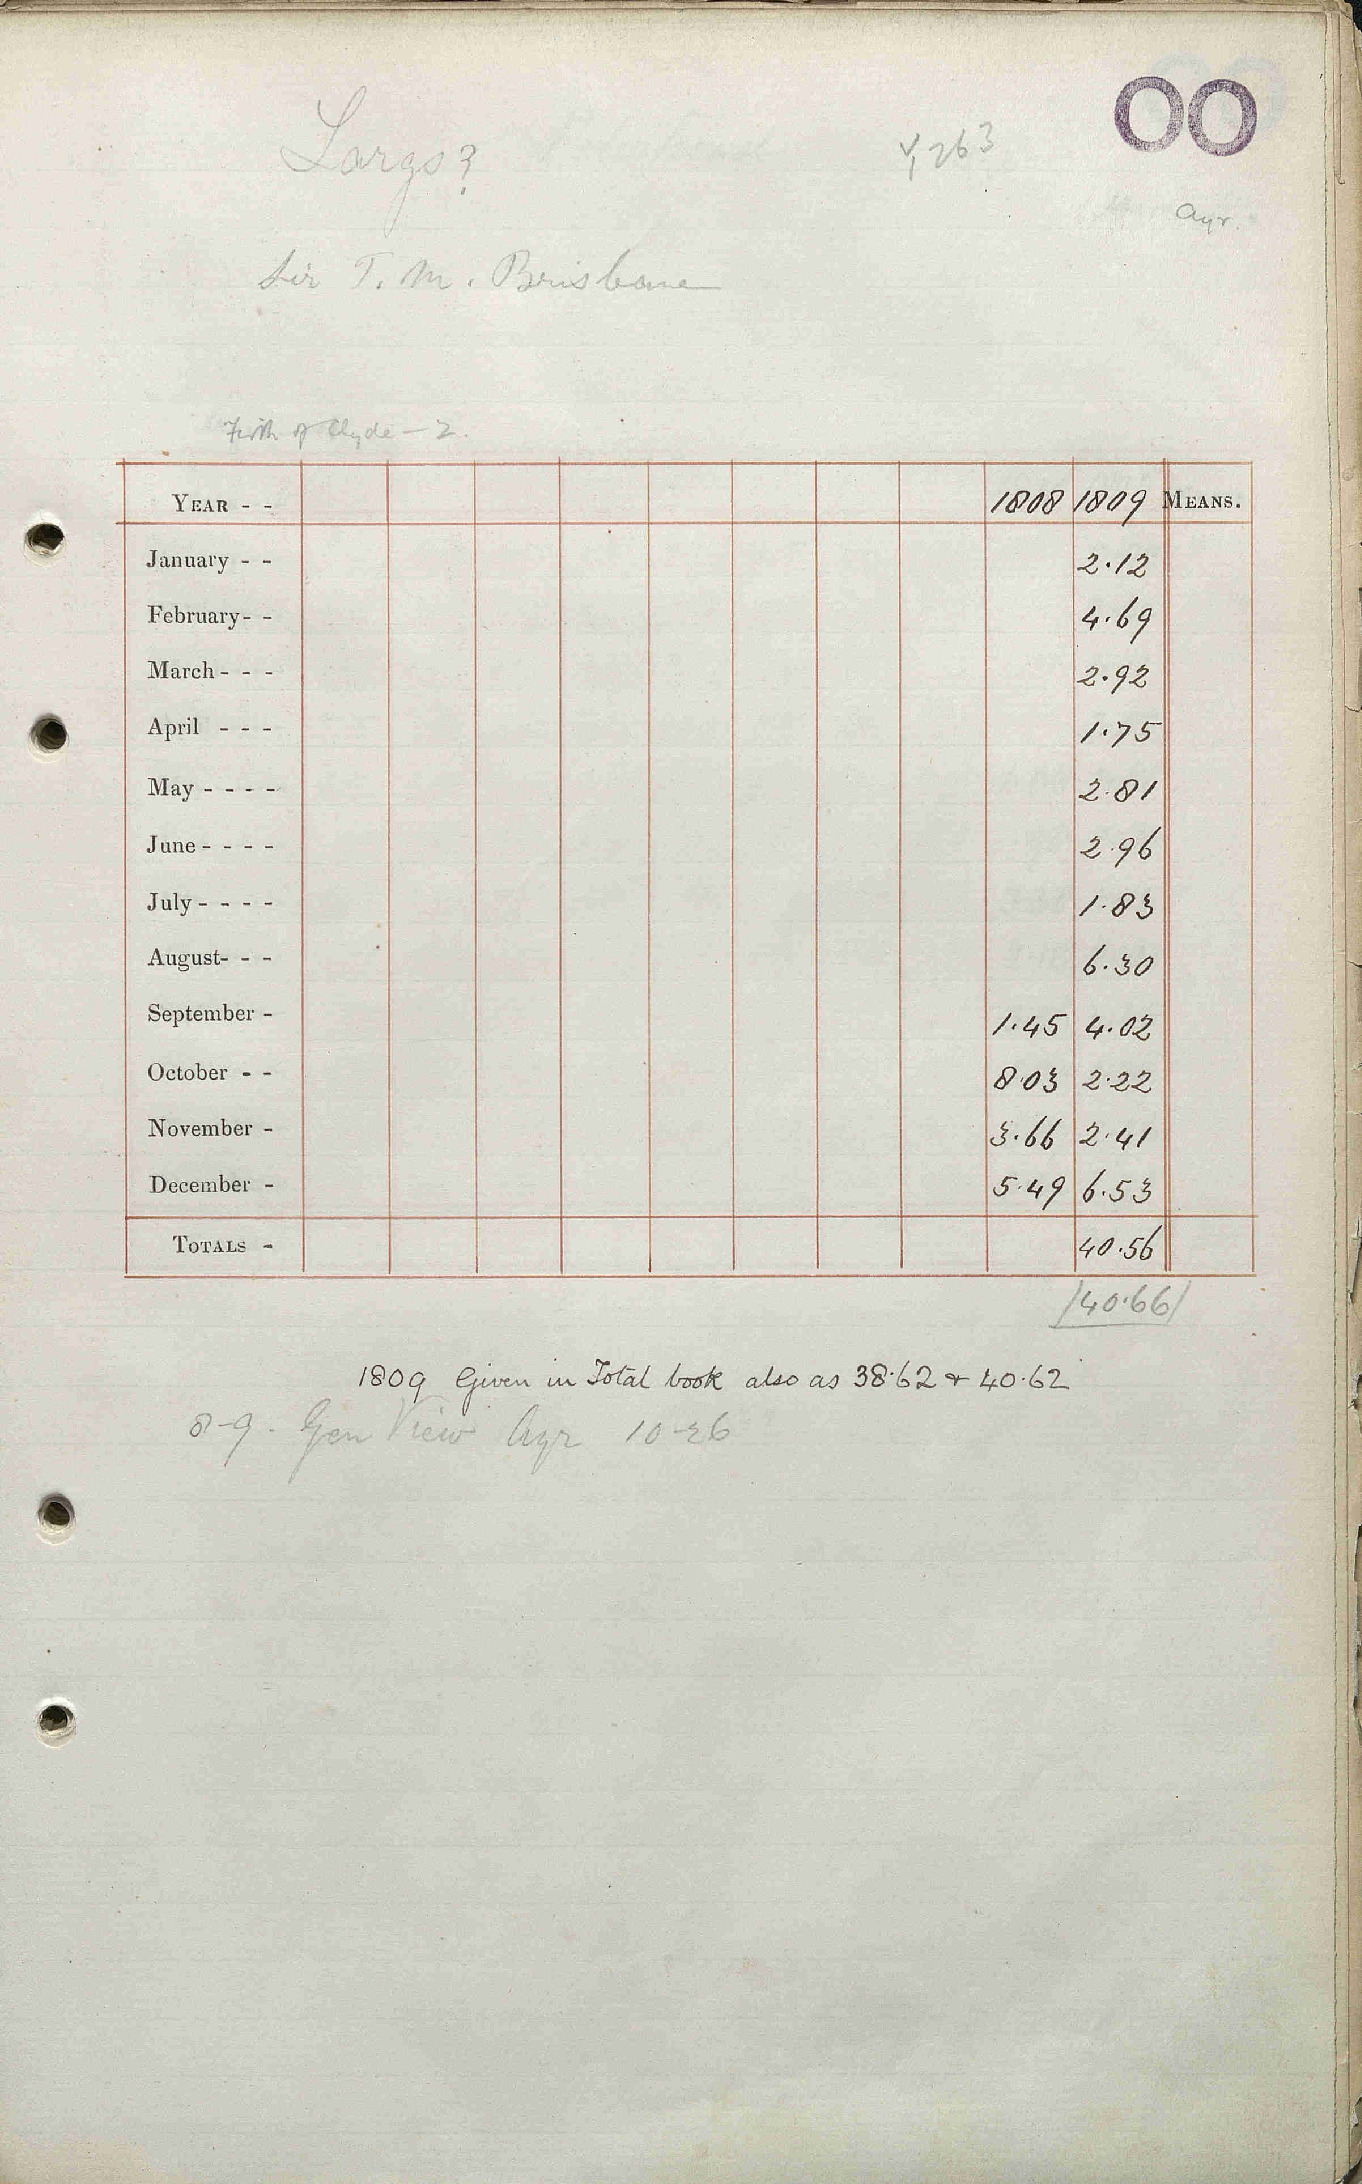 OO
Largs?
Ayr.
Sir T. M. Brisbane
Firth of Clyde - 2.
YEAR - - 1808 1809 MEANS.
January - - 2.12
February - - 4.69
March - - - 2.92
April - - - 1.75
May - - - - 2.81
June - - - - 2.96
July - - - - 1.83
August - - - 6.30
September - 1.45 4.02
October - - 8.03 2.22
November - 3.66 2.41
December - 5.49 6.53
TOTALS - 40.56
/40.66/
1809 Given in Total book also as 38.62 & 40.62
8-9. Gen View Ayr 10-26